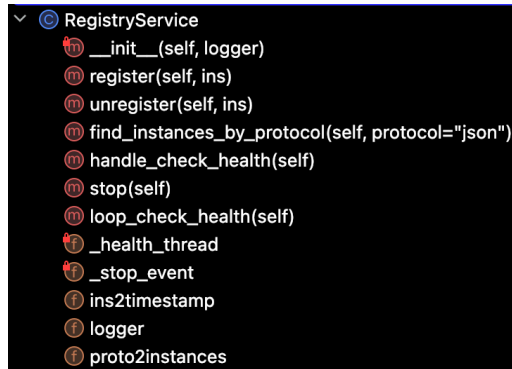 C RegistryService
m __init__(self, logger)
m register(self, ins)
m unregister(self, ins)
m find_instances_by_protocol(self, protocol="json")
m handle_check_health(self)
m stop(self)
m loop_check_health(self)
f _health_thread
f _stop_event
f ins2timestamp
f logger
f proto2instances